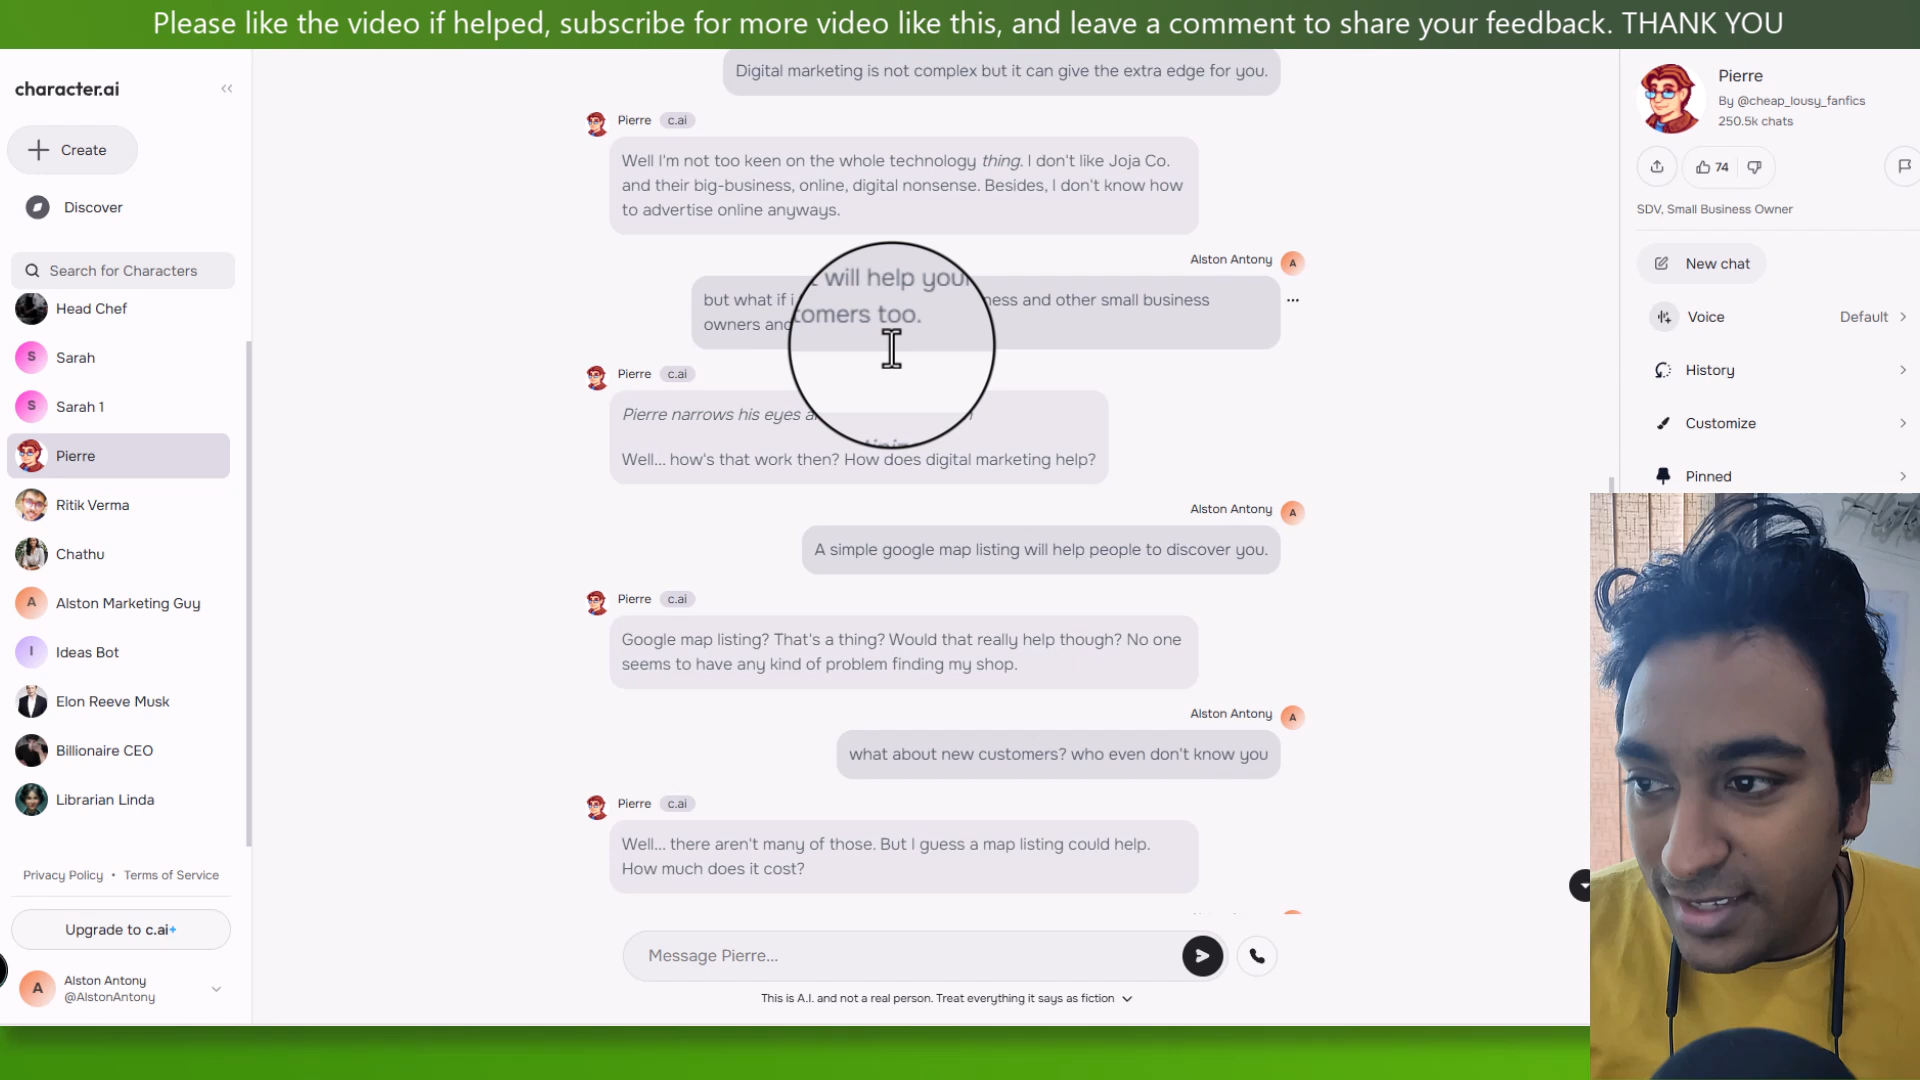 Please like the video if helped, subscribe for more video like this, and leave a comment to share your feedback. THANK YOU
character.ai
Create
Discover
Search for Characters
Head Chef
S Sarah
S Sarah 1
Pierre
Ritik Verma
Chathu
A Alston Marketing Guy
I Ideas Bot
Elon Reeve Musk
Billionaire CEO
Librarian Linda
Privacy Policy • Terms of Service
Upgrade to c.ai+
A Alston Antony
@AlstonAntony
Digital marketing is not complex but it can give the extra edge for you.
Pierre c.ai
Well I'm not too keen on the whole technology thing. I don't like Joja Co.
and their big-business, online, digital nonsense. Besides, I don't know how
to advertise online anyways.
Alston Antony A
but what if i will help your ness and other small business
owners and tomers too.
Pierre c.ai
Pierre narrows his eyes
Well... how's that work then? How does digital marketing help?
Alston Antony A
A simple google map listing will help people to discover you.
Pierre c.ai
Google map listing? That's a thing? Would that really help though? No one
seems to have any kind of problem finding my shop.
Alston Antony A
what about new customers? who even don't know you
Pierre c.ai
Well... there aren't many of those. But I guess a map listing could help.
How much does it cost?
Message Pierre...
This is A.I. and not a real person. Treat everything it says as fiction
Pierre
By @cheap_lousy_fanfics
250.5k chats
74
SDV, Small Business Owner
New chat
Voice Default
History
Customize
Pinned